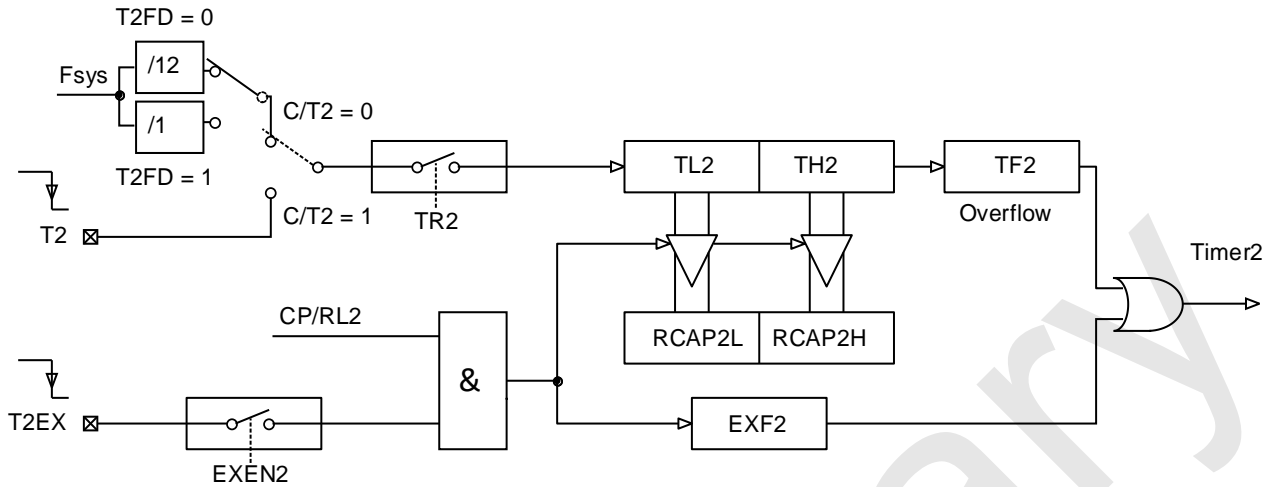 T2FD = 0
/12
Fsys
C/T2 = 0
/1
T2FD = 1
TL2
TH2
TF2
C/T2 = 1
TR2
Overflow
T2
Timer2
CP/RL2
RCAP2L
RCAP2H
&
T2EX
EXF2
EXEN2
ary